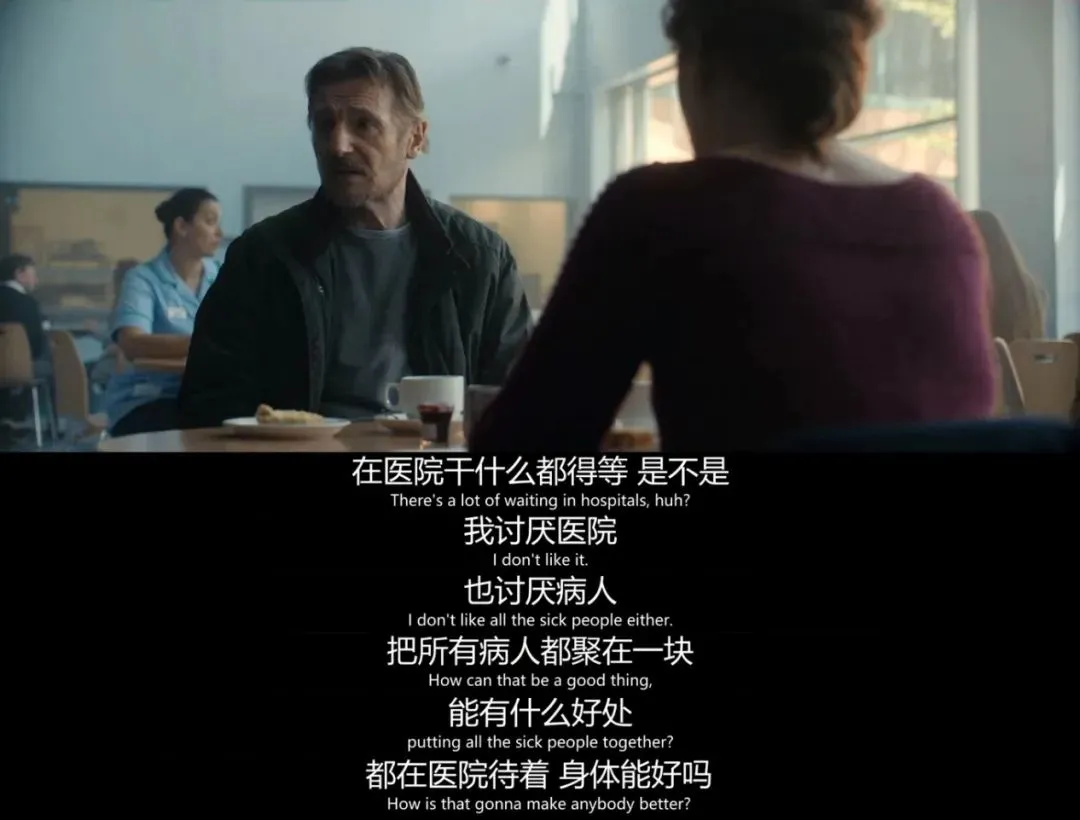 在医院干什么都得等 是不是
There's a lot of waiting in hospitals, huh?
我讨厌医院
I don't like it.
也讨厌病人
I don't like all the sick people either.
把所有病人都聚在一块
How can that be a good thing,
能有什么好处
putting all the sick people together?
都在医院待着 身体能好吗
How is that gonna make anybody better?